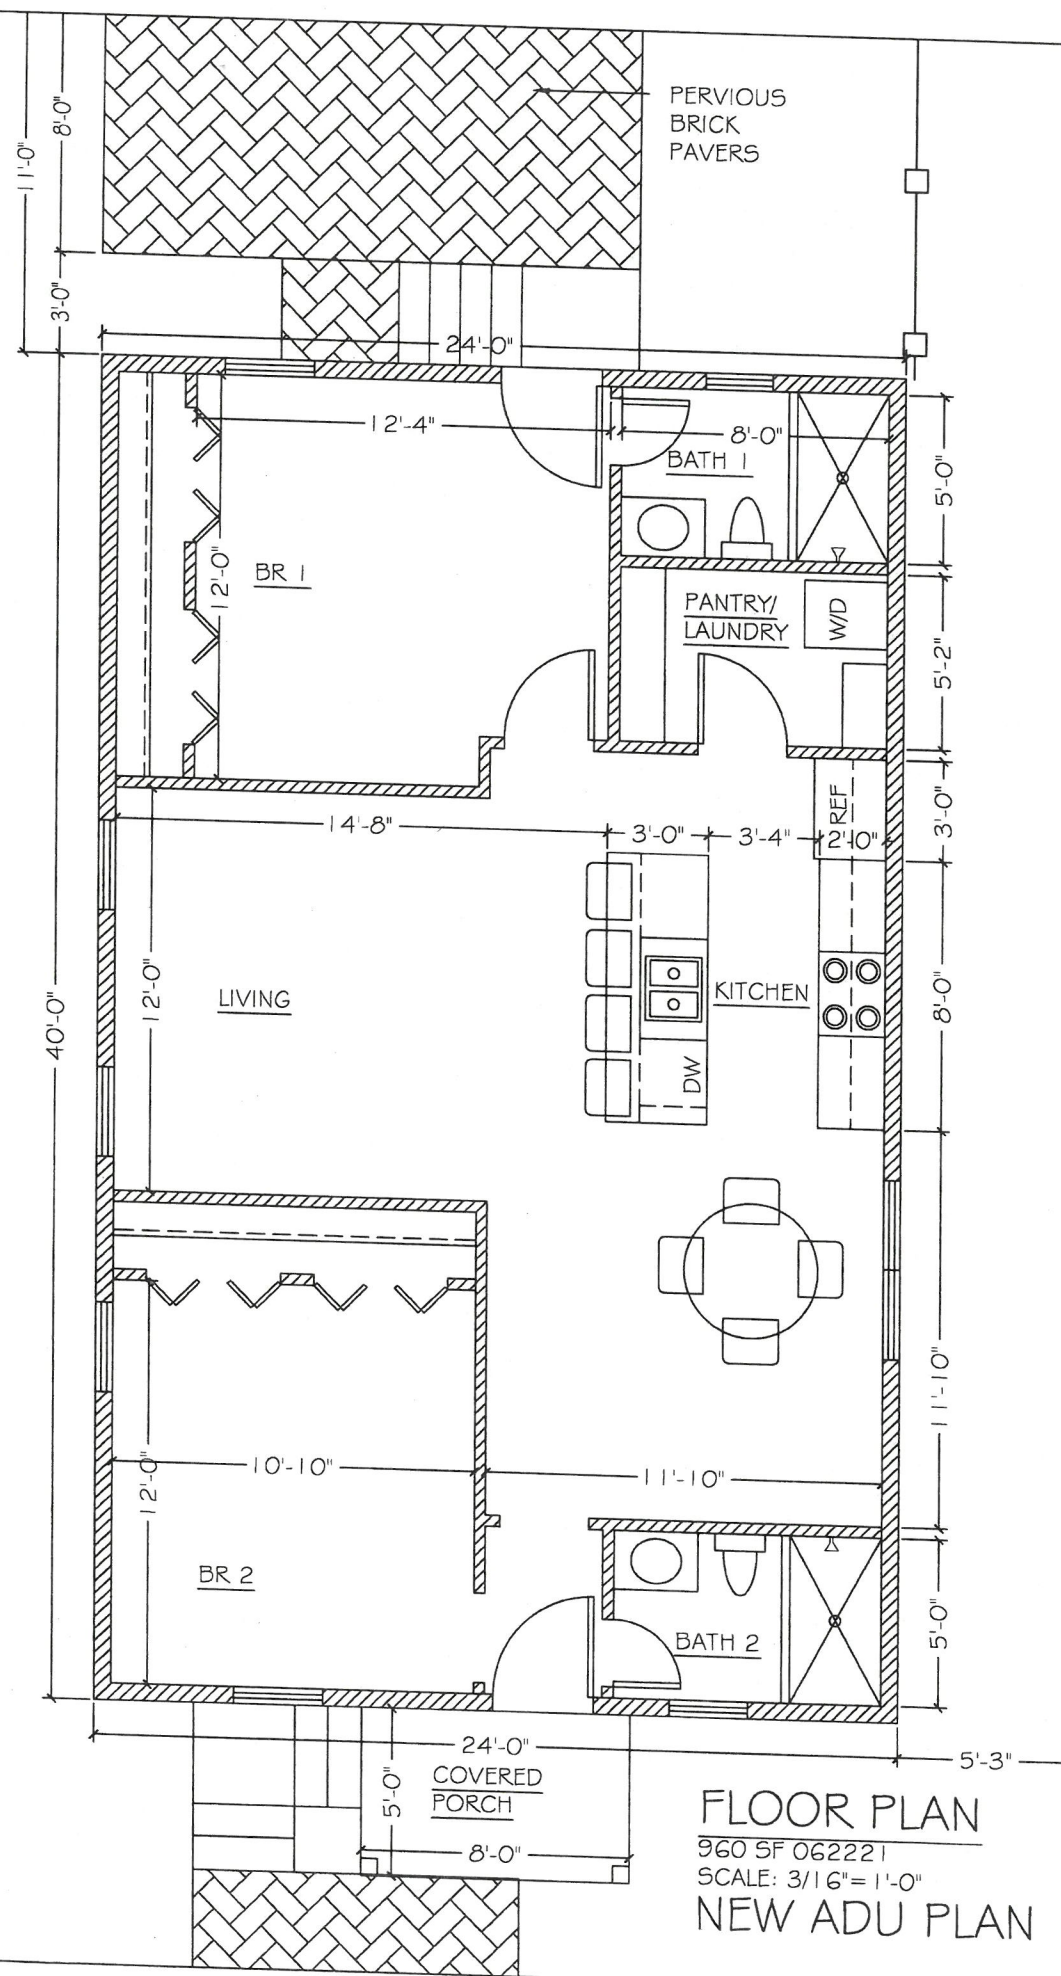 PERVIOUS
BRICK
PAVERS
8'-0"
11'-0"
3'-0"
24'-0"
12'-4"
8'-0"
BATH 1
5'-0"
BR 1
12'-0"
PANTRY/
LAUNDRY
W/D
5'-2"
REF
3'-0"
14'-8"
3'-0"
3'-4"
2'-0"
12'-0"
40'-0"
LIVING
KITCHEN
8'-0"
DW
11'-10"
10'-10"
11'-10"
12'-0"
BR 2
BATH 2
5'-0"
24'-0"
5'-3"
COVERED
PORCH
5'-0"
8'-0"
FLOOR PLAN
960 SF 062221
SCALE: 3/16"=1'-0"
NEW ADU PLAN